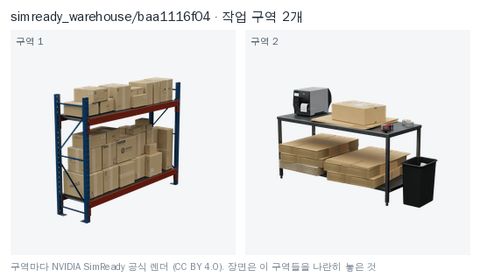 simready_warehouse/baa1116f04 · 작업 구역 2개
구역 1
구역 2
구역마다 NVIDIA SimReady 공식 렌더 (CC BY 4.0). 장면은 이 구역들을 나란히 놓은 것